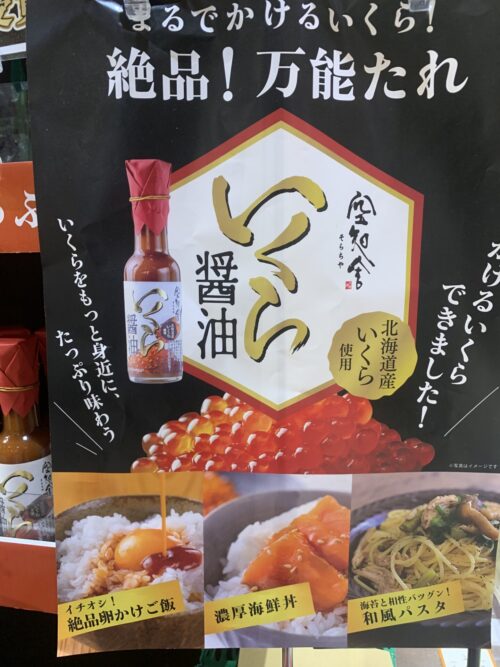 まるでかけるいくら!
絶品!万能たれ
いくら
醤油
空知舎
そらちや
北海道産
いくら
使用
いくらをもっと身近に、
たっぷり味わう
かけるいくら
できました!
いくら
醤油
※写真はイメージです
イチオシ!
絶品卵かけご飯
濃厚海鮮丼
海苔と相性バツグン!
和風パスタ